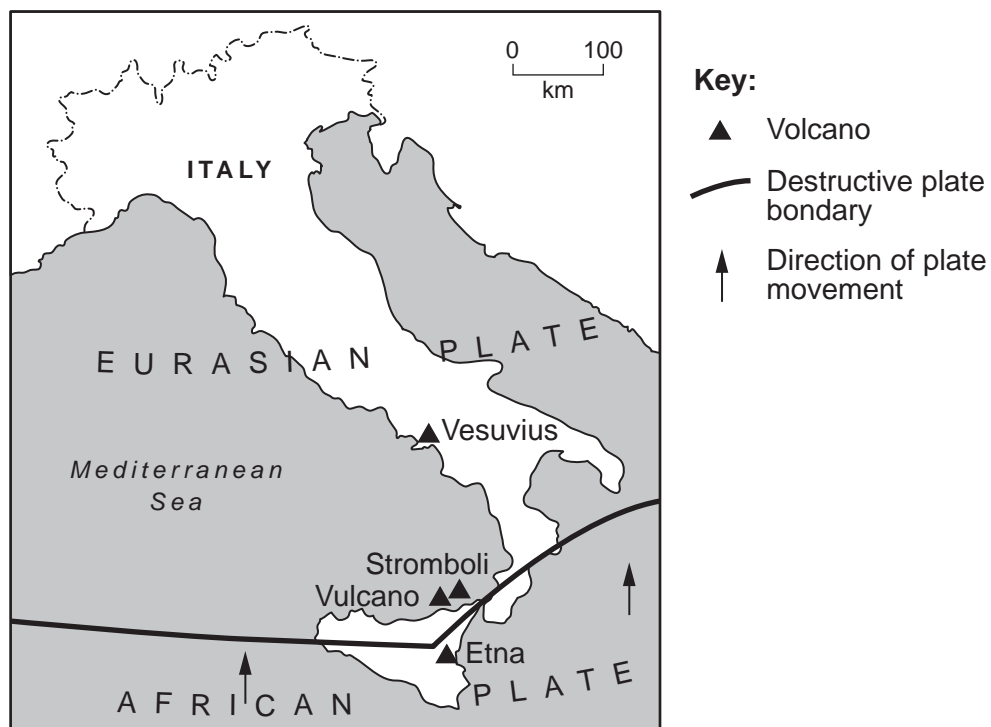 0 100
km
ITALY
EURASIAN PLATE
Vesuvius
Mediterranean
Sea
Stromboli
Vulcano
Etna
AFRICAN PLATE
Key:
Volcano
Destructive plate
bondary
Direction of plate
movement